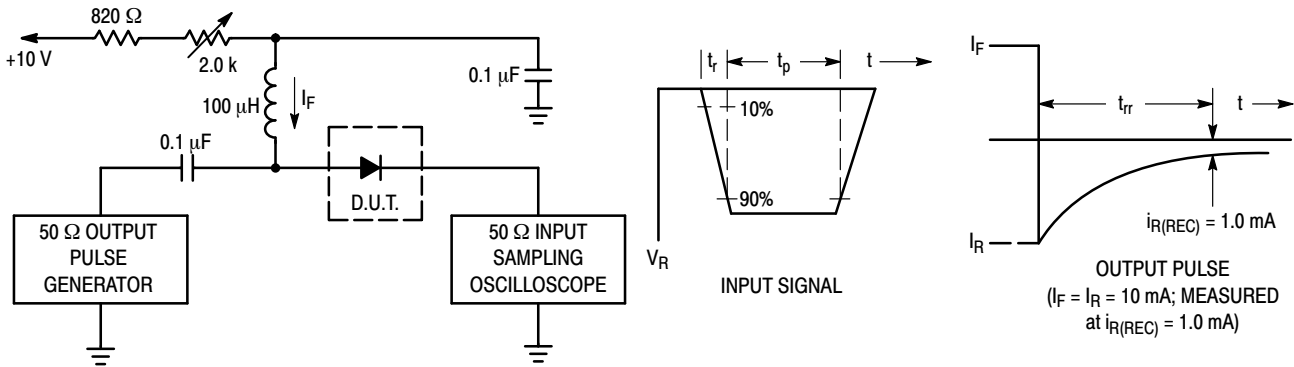 820 Ω
+10 V
2.0 k
100 μH
I_F
0.1 μF
0.1 μF
D.U.T.
50 Ω OUTPUT
PULSE
GENERATOR
50 Ω INPUT
SAMPLING
OSCILLOSCOPE
t_r
t_p
t
10%
90%
V_R
INPUT SIGNAL
I_F
t_rr
t
i_R(REC) = 1.0 mA
I_R
OUTPUT PULSE
(I_F = I_R = 10 mA; MEASURED
at i_R(REC) = 1.0 mA)